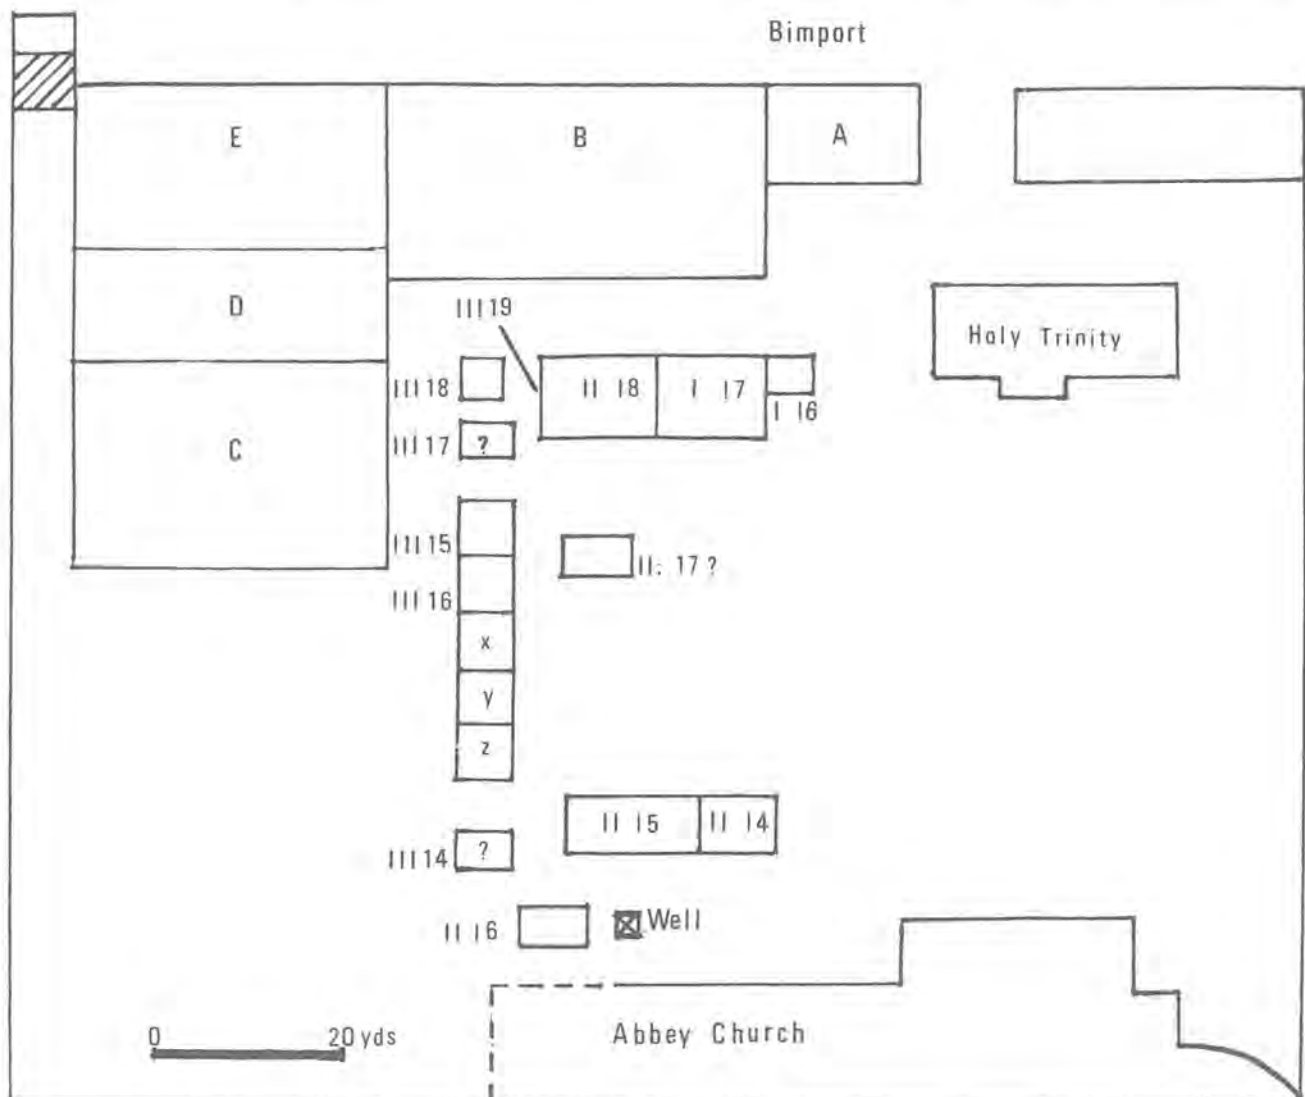 Bimport
E
B
A
D
III 19
Holy Trinity
III 18
II 18
I 17
I 16
C
III 17
?
III 15
II: 17 ?
III 16
x
y
z
II 15
II 14
III 14
?
II 16
Well
0
20 yds
Abbey Church